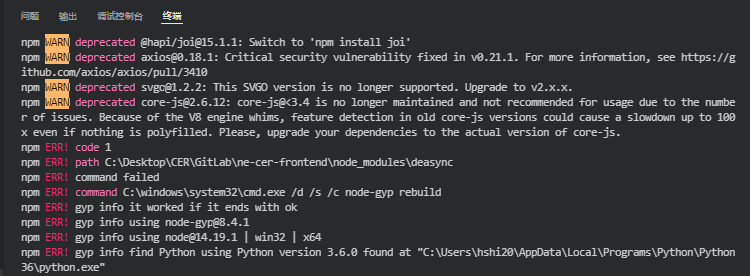 问题 输出 调试控制台 终端
npm WARN deprecated @hapi/joi@15.1.1: Switch to 'npm install joi'
npm WARN deprecated axios@0.18.1: Critical security vulnerability fixed in v0.21.1. For more information, see https://g
ithub.com/axios/axios/pull/3410
npm WARN deprecated svgo@1.2.2: This SVGO version is no longer supported. Upgrade to v2.x.x.
npm WARN deprecated core-js@2.6.12: core-js@<3.4 is no longer maintained and not recommended for usage due to the numbe
r of issues. Because of the V8 engine whims, feature detection in old core-js versions could cause a slowdown up to 100
x even if nothing is polyfilled. Please, upgrade your dependencies to the actual version of core-js.
npm ERR! code 1
npm ERR! path C:\Desktop\CER\GitLab\ne-cer-frontend\node_modules\deasync
npm ERR! command failed
npm ERR! command C:\windows\system32\cmd.exe /d /s /c node-gyp rebuild
npm ERR! gyp info it worked if it ends with ok
npm ERR! gyp info using node-gyp@8.4.1
npm ERR! gyp info using node@14.19.1 | win32 | x64
npm ERR! gyp info find Python using Python version 3.6.0 found at "C:\Users\hshi20\AppData\Local\Programs\Python\Python
36\python.exe"